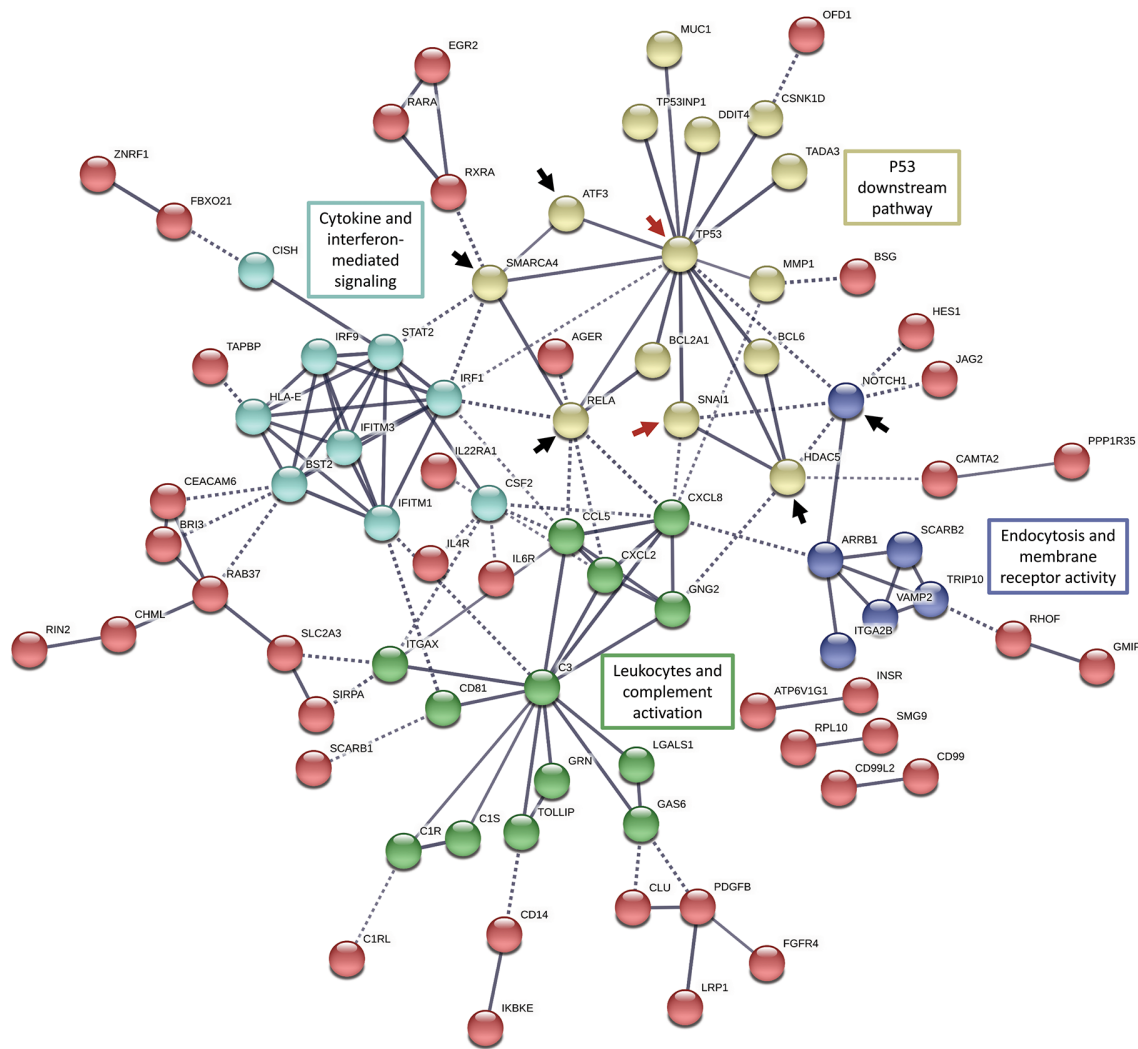 OFD1
MUC1
EGR2
TP53INP1
CSNK1D
RARA
DDIT4
ZNRF1
TADA3
P53
downstream
pathway
RXRA
FBXO21
ATF3
Cytokine and
interferon-
mediated
signaling
TP53
CISH
SMARCA4
MMP1
BSG
HES1
IRF9
STAT2
AGER
BCL2A1
BCL6
TAPBP
JAG2
IRF1
NOTCH1
HLA-E
RELA
SNAI1
IFITM3
PPP1R35
IL22RA1
HDAC5
CAMTA2
BST2
CEACAM6
CSF2
CXCL8
IFITM1
BRI3
CCL5
SCARB2
ARRB1
Endocytosis and
membrane
receptor activity
IL4R
IL6R
CXCL2
RAB37
TRIP10
GNG2
VAMP2
CHML
RIN2
ITGA2B
RHOF
SLC2A3
ITGAX
GMIP
C3
Leukocytes and
complement
activation
SIRPA
CD81
ATP6V1G1
INSR
RPL10
SMG9
SCARB1
LGALS1
GRN
CD99L2
CD99
TOLLIP
GAS6
C1R
C1S
CLU
PDGFB
CD14
C1RL
FGFR4
LRP1
IKBKE